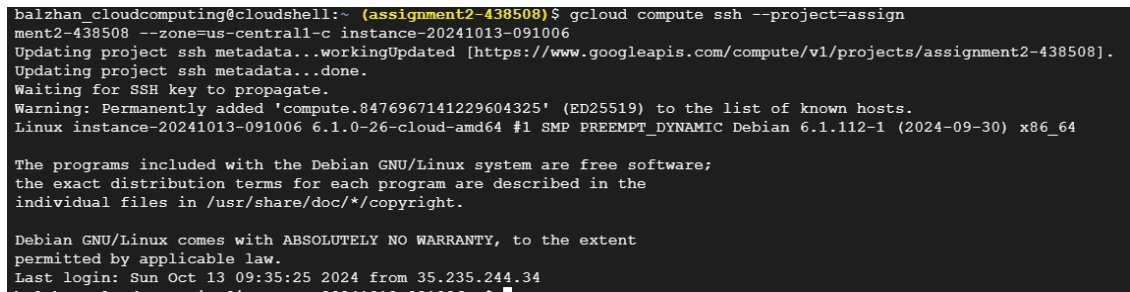 balzhan_cloudcomputing@cloudshell:~ (assignment2-438508)$ gcloud compute ssh --project=assign
ment2-438508 --zone=us-central1-c instance-20241013-091006
Updating project ssh metadata...workingUpdated [https://www.googleapis.com/compute/v1/projects/assignment2-438508].
Updating project ssh metadata...done.
Waiting for SSH key to propagate.
Warning: Permanently added 'compute.8476967141229604325' (ED25519) to the list of known hosts.
Linux instance-20241013-091006 6.1.0-26-cloud-amd64 #1 SMP PREEMPT_DYNAMIC Debian 6.1.112-1 (2024-09-30) x86_64
The programs included with the Debian GNU/Linux system are free software;
the exact distribution terms for each program are described in the
individual files in /usr/share/doc/*/copyright.
Debian GNU/Linux comes with ABSOLUTELY NO WARRANTY, to the extent
permitted by applicable law.
Last login: Sun Oct 13 09:35:25 2024 from 35.235.244.34